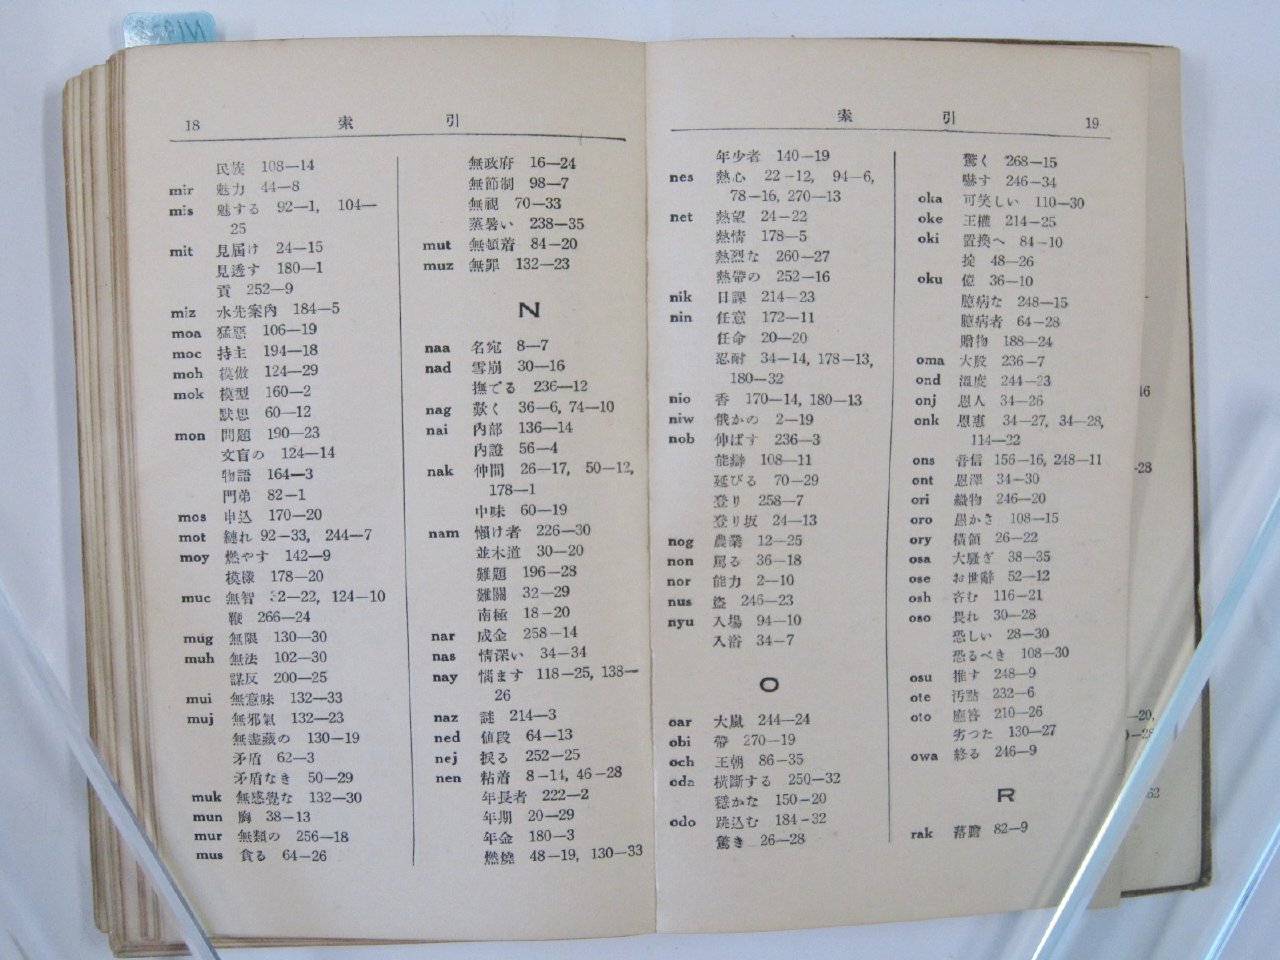 18 索引
民族 108—14
mir 魅力 44—8
mis 魅する 92—1, 104—
25
mit 見届け 24—15
見透す 180—1
貢 252—9
miz 水先案內 184—5
moa 猛惡 106—19
moc 持主 194—18
moh 模倣 124—29
mok 模型 160—2
默想 60—12
mon 問題 190—23
文盲の 124—14
物語 164—3
門弟 82—1
mos 申込 170—20
mot 縺れ 92—33, 244—7
moy 燃やす 142—9
模樣 178—20
muc 無智 32—22, 124—10
鞭 266—24
mug 無限 130—30
muh 無法 102—30
謀反 200—25
mui 無意味 132—33
muj 無邪氣 132—23
無盡藏の 130—19
矛盾 62—3
矛盾なき 50—29
muk 無感覺な 132—30
mun 胸 38—13
mur 無類の 256—18
mus 貪る 64—26
無政府 16—24
無節制 98—7
無視 70—33
蒸暑い 238—35
mut 無頓着 84—20
muz 無罪 132—23
N
naa 名宛 8—7
nad 雪崩 30—16
撫でる 236—12
nag 歎く 36—6, 74—10
nai 內部 136—14
內證 56—4
nak 仲間 26—17, 50—12,
178—1
中味 60—19
nam 懶け者 226—30
並木道 30—20
難題 196—28
難關 32—29
南極 18—20
nar 成金 258—14
nas 情深い 34—34
nay 惱ます 118—25, 138—
26
naz 謎 214—3
ned 値段 64—13
nej 捩る 252—25
nen 粘着 8—14, 46—28
年長者 222—2
年期 20—29
年金 180—3
燃燒 48—19, 130—33
索引 19
年少者 140—19
nes 熱心 22—12, 94—6,
78—16, 270—13
net 熱望 24—22
熱情 178—5
熱烈な 260—27
熱帶の 252—16
nik 日課 214—23
nin 任意 172—11
任命 20—20
忍耐 34—14, 178—13,
180—32
nio 香 170—14, 180—13
niw 俄かの 2—19
nob 伸ばす 236—3
能辯 108—11
延びる 70—29
登り 258—7
登り坂 24—13
nog 農業 12—25
non 罵る 36—18
nor 能力 2—10
nus 盜 246—23
nyu 入場 94—10
入浴 34—7
O
oar 大嵐 244—24
obi 帶 270—19
och 王朝 86—35
oda 橫斷する 250—32
穩かな 150—20
odo 跳込む 184—32
驚き 26—28
驚く 268—15
嚇す 246—34
oka 可笑しい 110—30
oke 王權 214—25
oki 置換へ 84—10
掟 48—26
oku 億 36—10
臆病な 248—15
臆病者 64—28
贈物 188—24
oma 大股 236—7
ond 溫度 244—23
onj 恩人 34—26
onk 恩惠 34—27, 34—28,
114—22
ons 音信 156—16, 248—11
ont 恩澤 34—30
ori 織物 246—20
oro 愚かさ 108—15
ory 橫領 26—22
osa 大騷ぎ 38—35
ose お世辭 52—12
osh 吝む 116—21
oso 畏れ 30—28
恐しい 28—30
恐るべき 108—30
osu 推す 248—9
ote 汚點 232—6
oto 應答 210—26
劣つた 130—27
owa 終る 246—9
R
rak 落膽 82—9